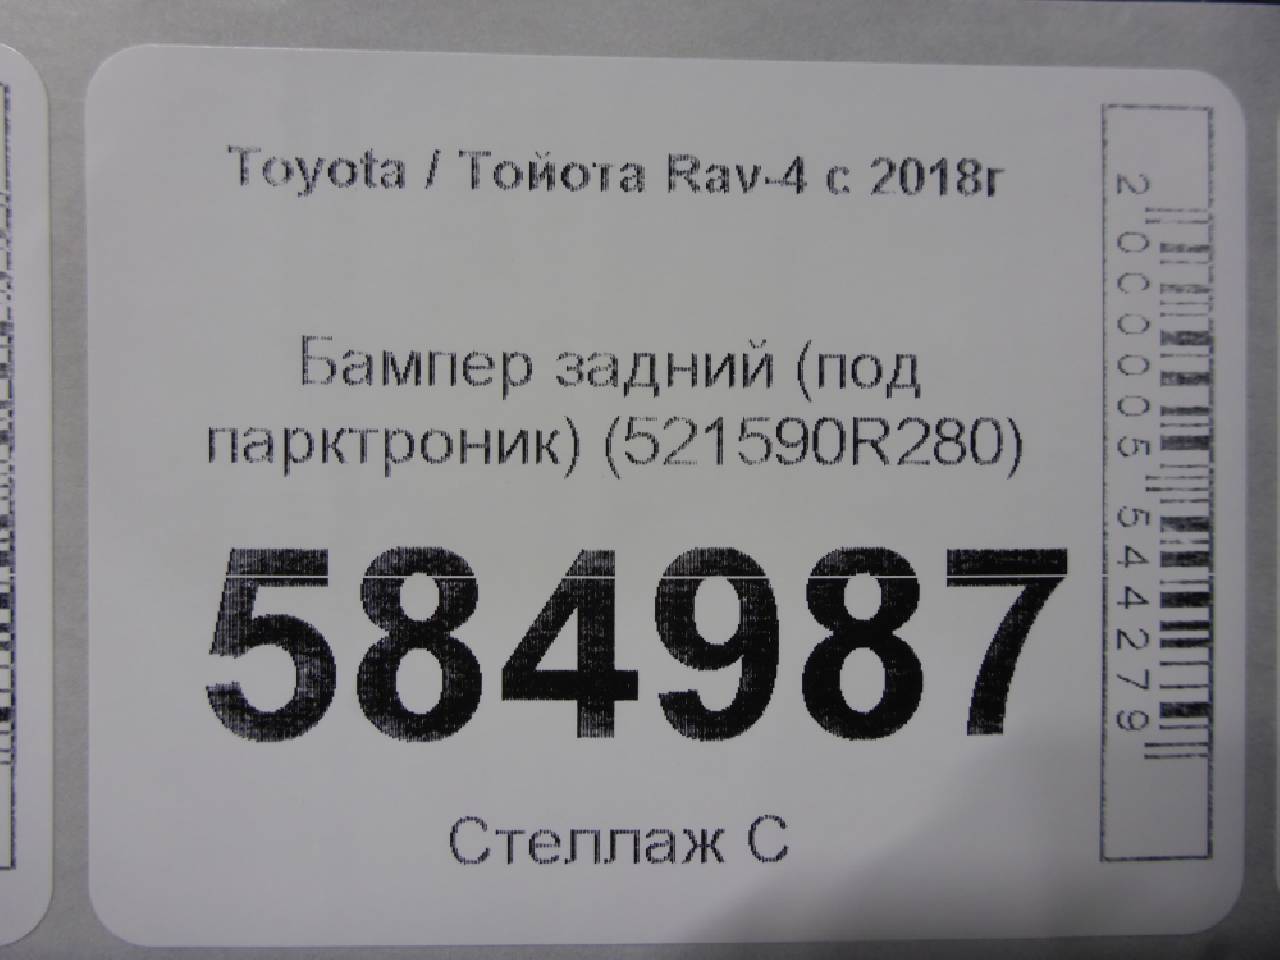 Toyota / Тойота Rav-4 с 2018г
Бампер задний (под
парктроник) (521590R280)
584987
Стеллаж С
2000005544279